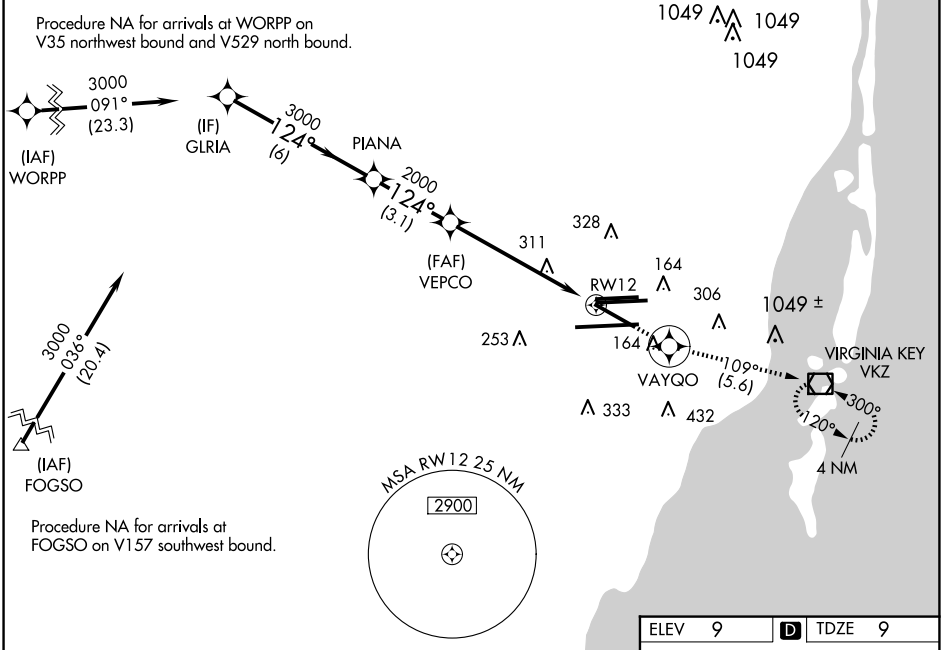 Procedure NA for arrivals at WORPP on
V35 northwest bound and V529 north bound.
1049
1049
1049
3000
091°
(23.3)
(IAF)
WORPP
(IF)
GLRIA
3000
124°
(6)
PIANA
2000
124°
(3.1)
(FAF)
VEPCO
311
328
RW12
164
306
1049 ±
253
164
VAYQO
109°
(5.6)
VIRGINIA KEY
VKZ
300°
120°
4 NM
333
432
3000
036°
(20.4)
(IAF)
FOGSO
Procedure NA for arrivals at
FOGSO on V157 southwest bound.
MSA RW12 25 NM
2900
ELEV 9 D TDZE 9